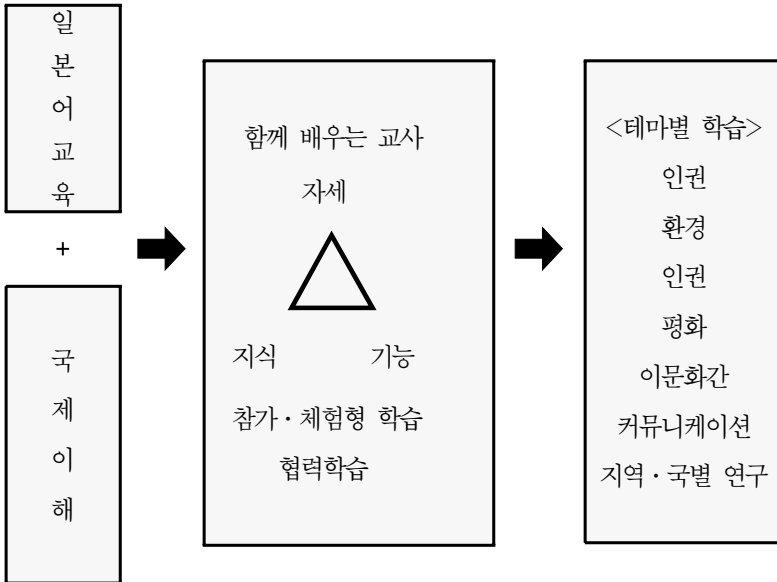 일
본
어
교
육
+
국
제
이
해
함께 배우는 교사
자세
지식 기능
참가·체험형 학습
협력학습
<테마별 학습>
인권
환경
인권
평화
이문화간
커뮤니케이션
지역·국별 연구